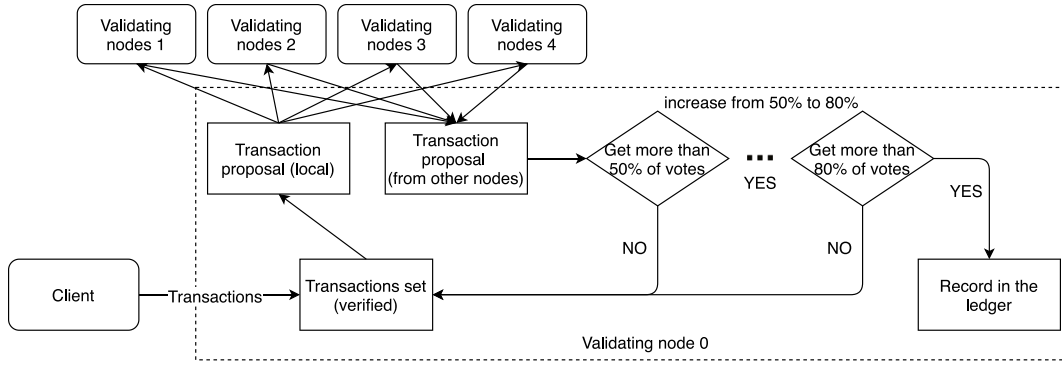 Validating
nodes 1
Validating
nodes 2
Validating
nodes 3
Validating
nodes 4
increase from 50% to 80%
Transaction
proposal (local)
Transaction
proposal
(from other nodes)
Get more than
50% of votes
YES
Get more than
80% of votes
YES
NO
NO
Client
Transactions
Transactions set
(verified)
Record in the
ledger
Validating node 0